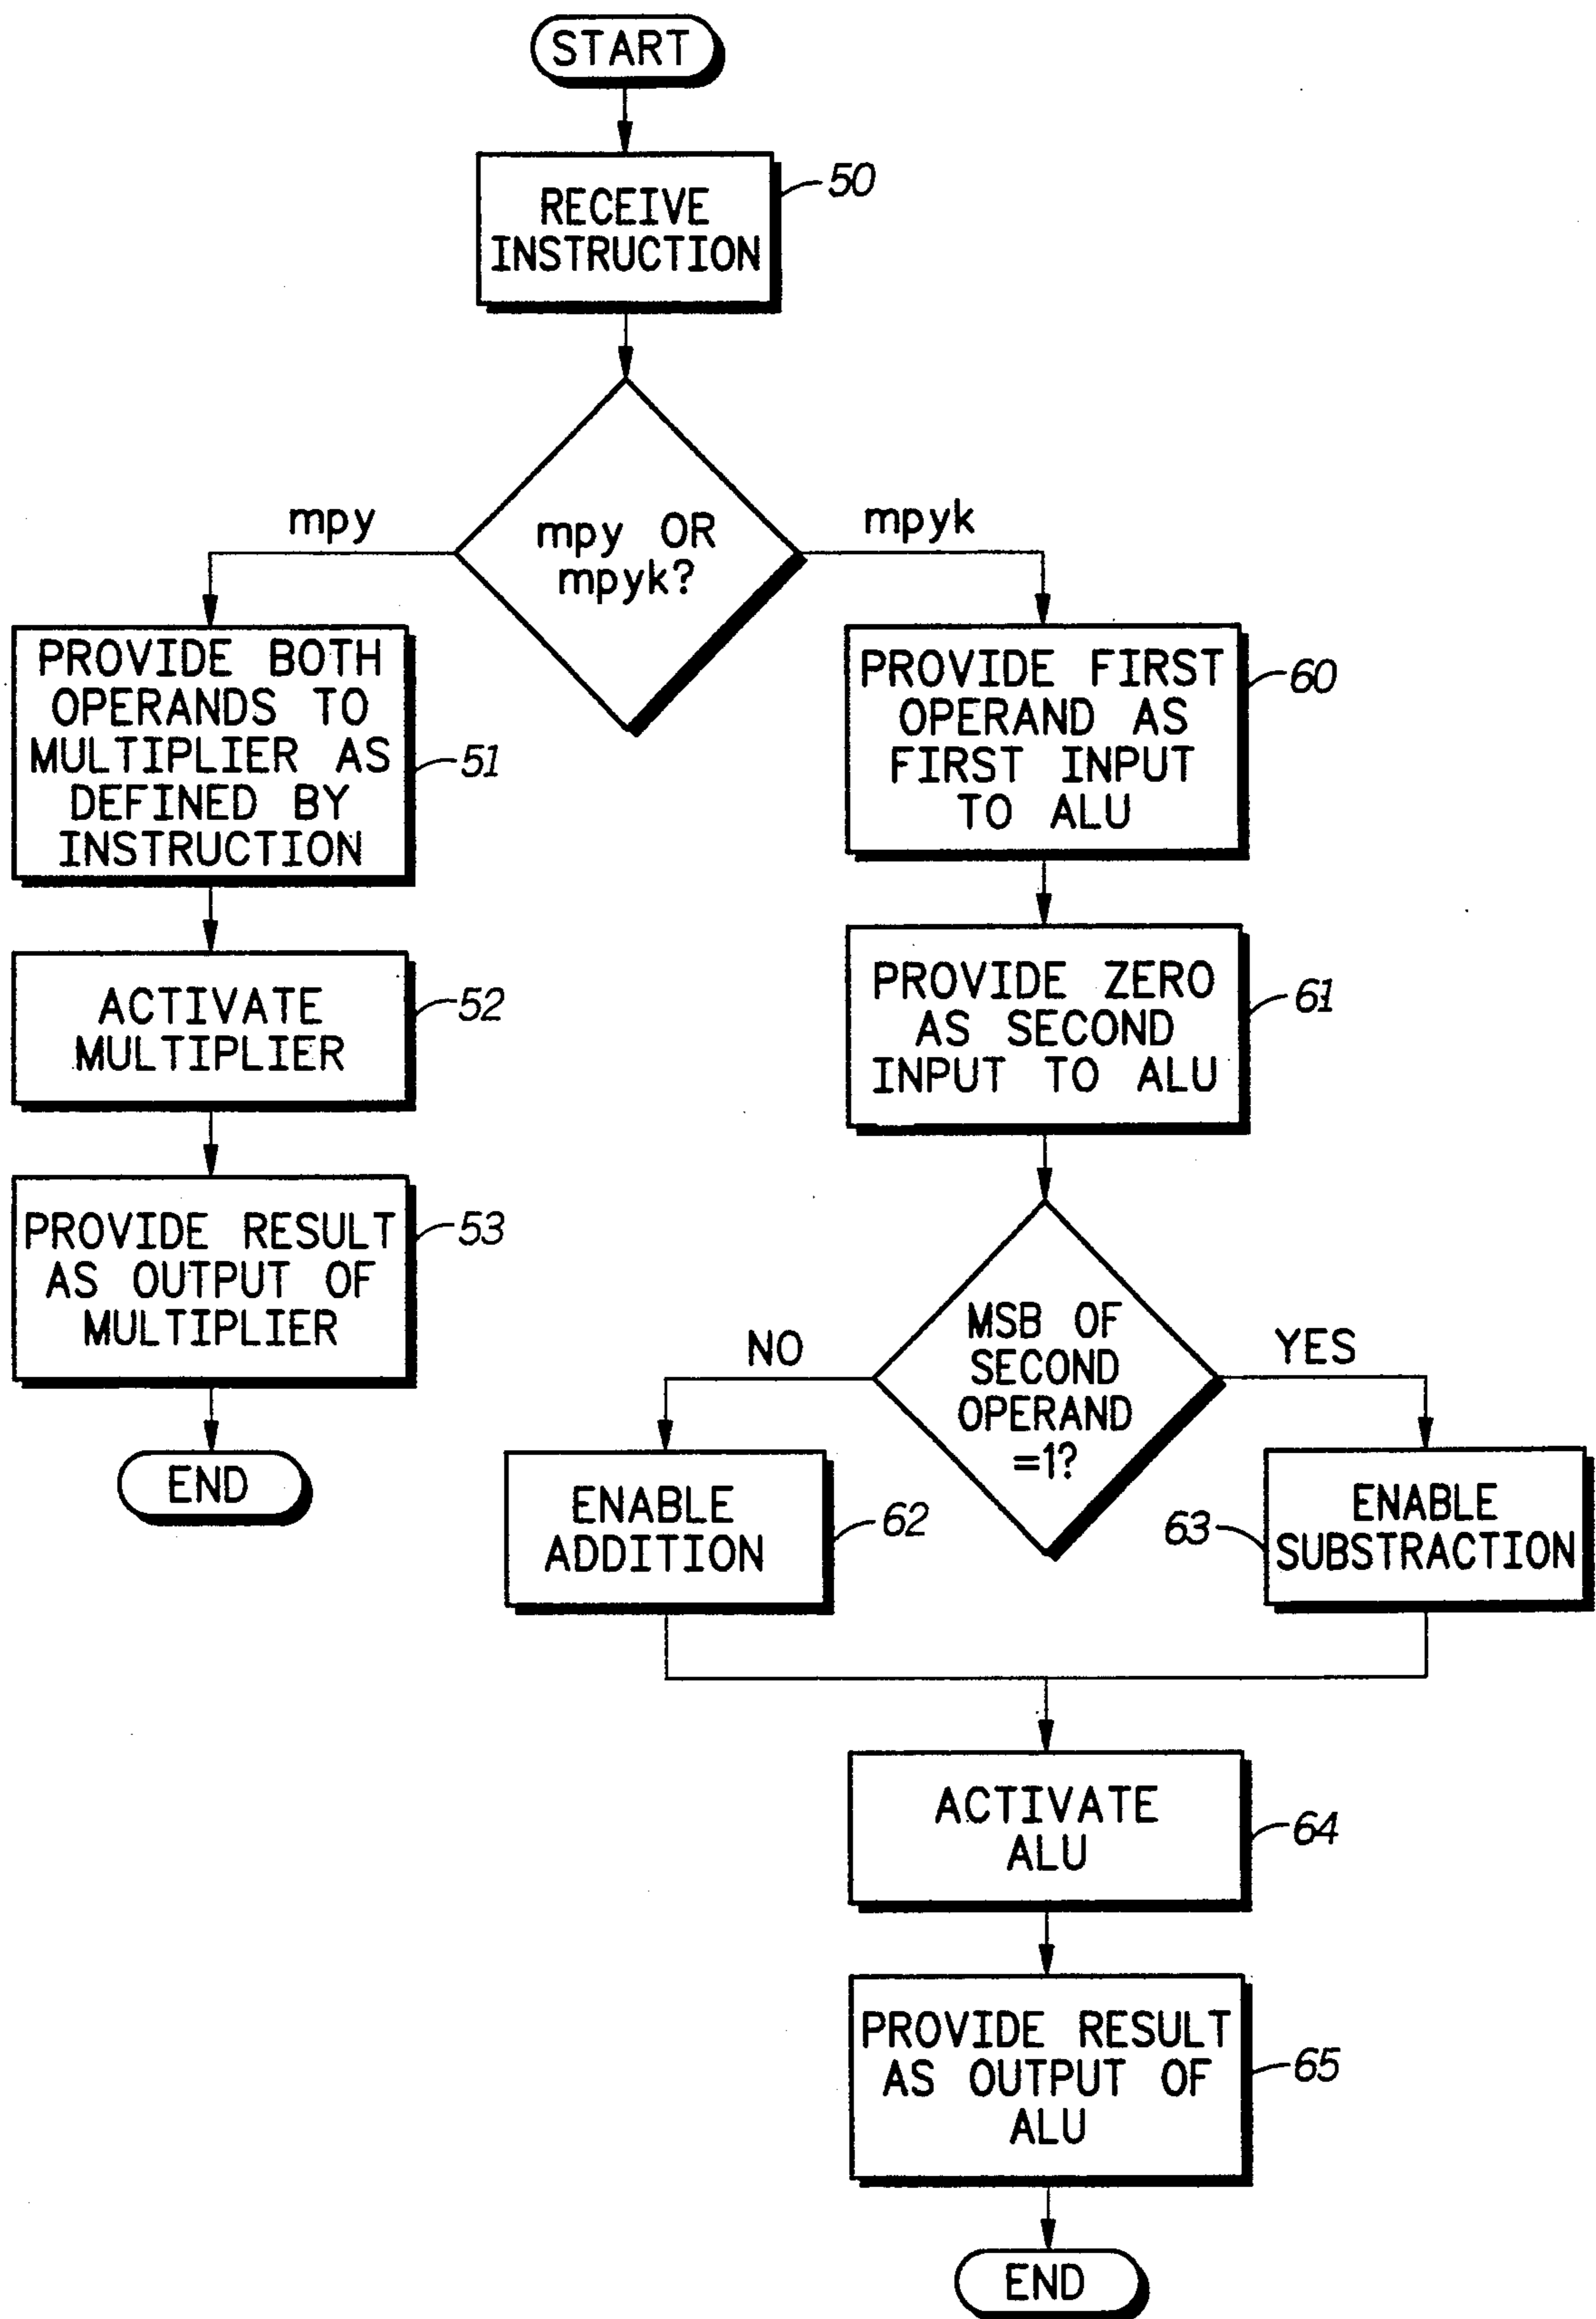 START
RECEIVE
INSTRUCTION
50
mpy OR
mpyk?
mpy
mpyk
PROVIDE BOTH
OPERANDS TO
MULTIPLIER AS
DEFINED BY
INSTRUCTION
51
ACTIVATE
MULTIPLIER
52
PROVIDE RESULT
AS OUTPUT OF
MULTIPLIER
53
END
PROVIDE FIRST
OPERAND AS
FIRST INPUT
TO ALU
60
PROVIDE ZERO
AS SECOND
INPUT TO ALU
61
MSB OF
SECOND
OPERAND
=1?
NO
YES
ENABLE
ADDITION
62
63
ENABLE
SUBSTRACTION
ACTIVATE
ALU
64
PROVIDE RESULT
AS OUTPUT OF
ALU
65
END